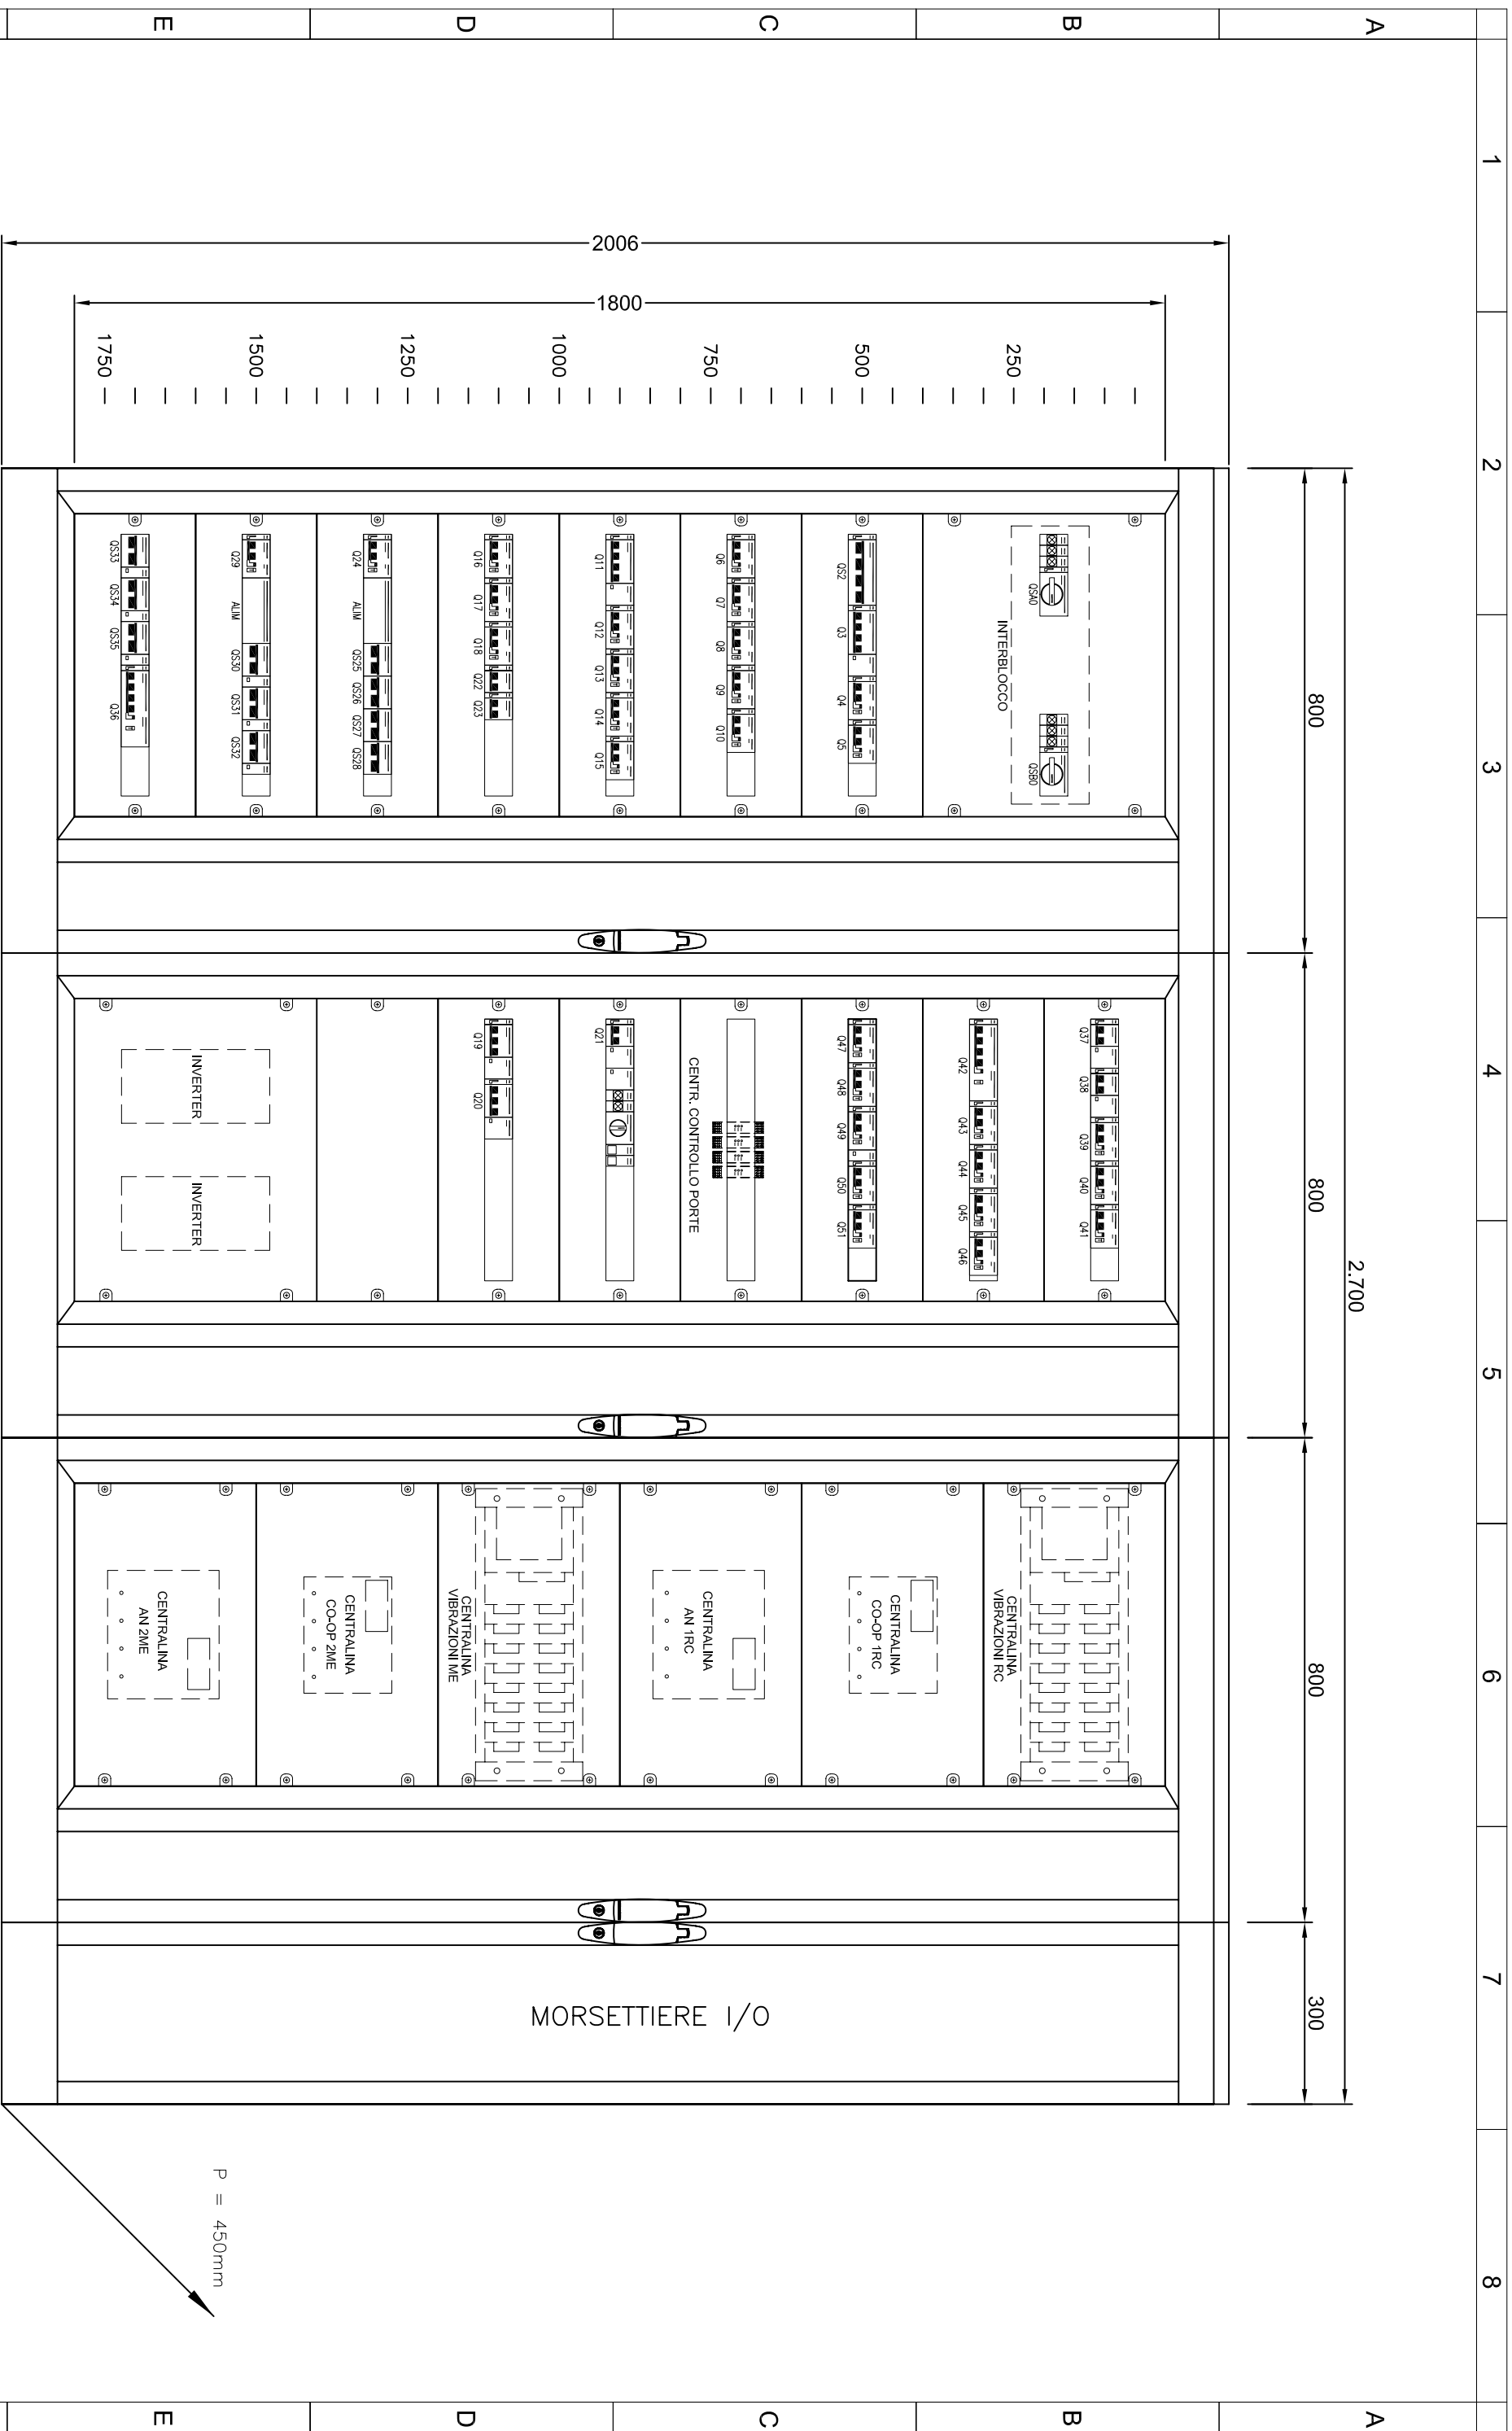 1
2
3
4
5
6
7
8
A
B
C
D
E
A
B
C
D
E
2.700
800
800
800
300
2006
1800
250
500
750
1000
1250
1500
1750
QSA0
QSB0
INTERBLOCCO
QS2 Q3 Q4 Q5
Q6 Q7 Q8 Q9 Q10
Q11 Q12 Q13 Q14 Q15
Q16 Q17 Q18 Q22 Q23
Q24 ALIM QS25 QS26 QS27 QS28
Q29 ALIM QS30 QS31 QS32
QS33 QS34 QS35 Q36
Q37 Q38 Q39 Q40 Q41
Q42 Q43 Q44 Q45 Q46
Q47 Q48 Q49 Q50 Q51
CENTR. CONTROLLO PORTE
Q21
Q19 Q20
INVERTER
INVERTER
CENTRALINA
VIBRAZIONI RC
CENTRALINA
CO-OP 1RC
CENTRALINA
AN 1RC
CENTRALINA
VIBRAZIONI ME
CENTRALINA
CO-OP 2ME
CENTRALINA
AN 2ME
MORSETTIERE I/O
P = 450mm